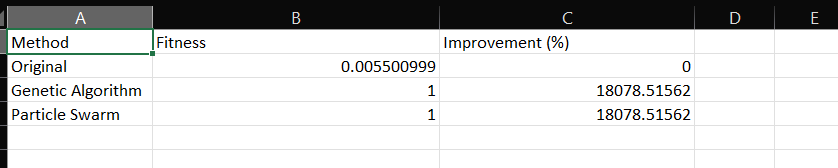 A B C D E
Method Fitness Improvement (%)
Original 0.005500999 0
Genetic Algorithm 1 18078.51562
Particle Swarm 1 18078.51562